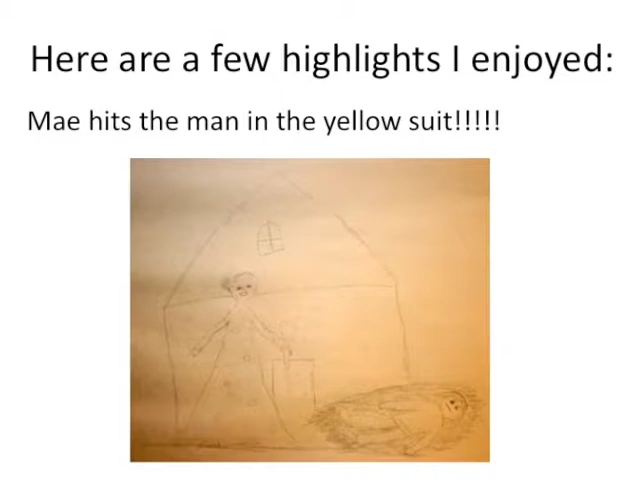 Here are a few highlights I enjoyed:
Mae hits the man in the yellow suit!!!!!